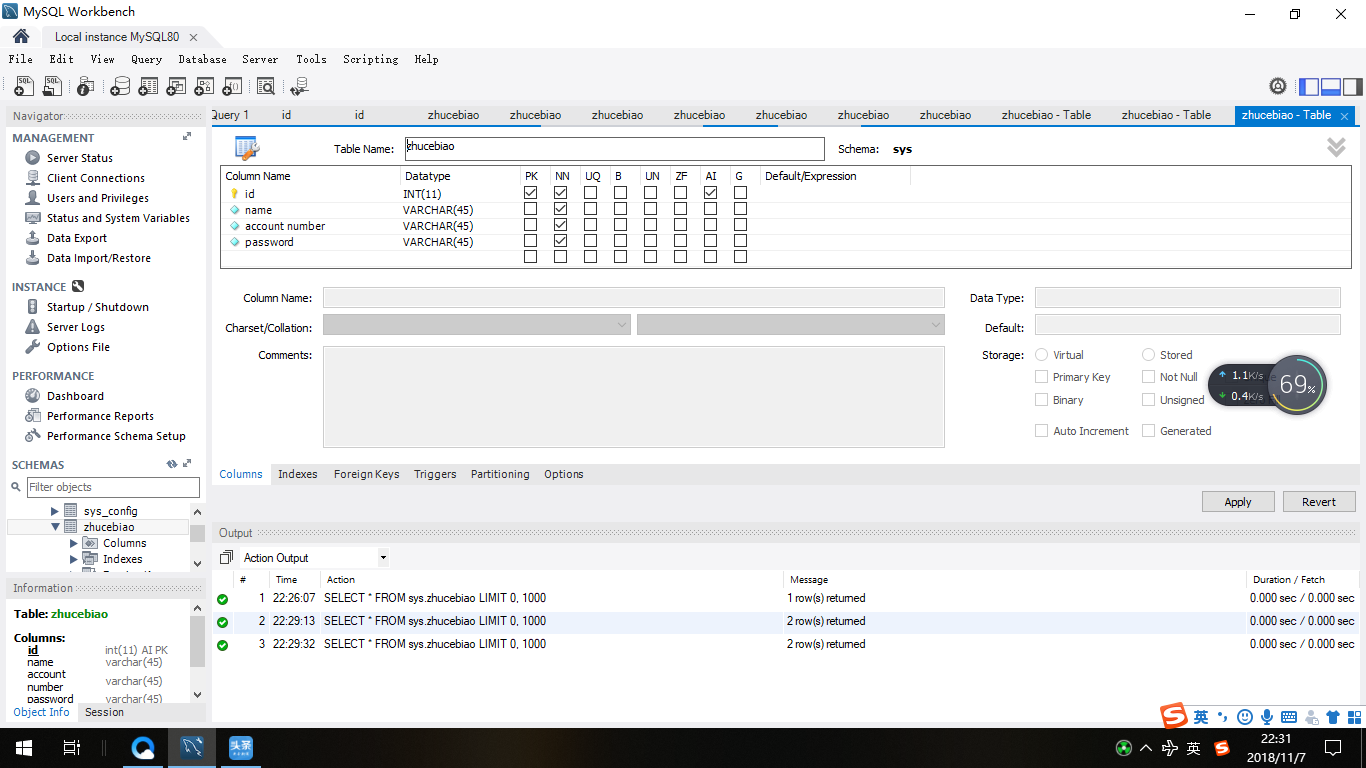 MySQL Workbench
Local instance MySQL80
File Edit View Query Database Server Tools Scripting Help
Navigator
MANAGEMENT
Server Status
Client Connections
Users and Privileges
Status and System Variables
Data Export
Data Import/Restore
INSTANCE
Startup / Shutdown
Server Logs
Options File
PERFORMANCE
Dashboard
Performance Reports
Performance Schema Setup
SCHEMAS
Filter objects
sys_config
zhucebiao
Columns
Indexes
Information
Table: zhucebiao
Columns:
id int(11) AI PK
name varchar(45)
account
number varchar(45)
password varchar(45)
Object Info Session
Query 1 id id zhucebiao zhucebiao zhucebiao zhucebiao zhucebiao zhucebiao zhucebiao zhucebiao - Table zhucebiao - Table zhucebiao - Table
Table Name: zhucebiao Schema: sys
Column Name Datatype PK NN UQ B UN ZF AI G Default/Expression
id INT(11)
name VARCHAR(45)
account number VARCHAR(45)
password VARCHAR(45)
Column Name: Data Type:
Charset/Collation: Default:
Comments: Storage: Virtual Stored
Primary Key Not Null
Binary Unsigned
Auto Increment Generated
1.1K/s
0.4K/s
69%
Columns Indexes Foreign Keys Triggers Partitioning Options
Apply Revert
Output
Action Output
# Time Action Message Duration / Fetch
1 22:26:07 SELECT * FROM sys.zhucebiao LIMIT 0, 1000 1 row(s) returned 0.000 sec / 0.000 sec
2 22:29:13 SELECT * FROM sys.zhucebiao LIMIT 0, 1000 2 row(s) returned 0.000 sec / 0.000 sec
3 22:29:32 SELECT * FROM sys.zhucebiao LIMIT 0, 1000 2 row(s) returned 0.000 sec / 0.000 sec
英
头条
英
22:31
2018/11/7